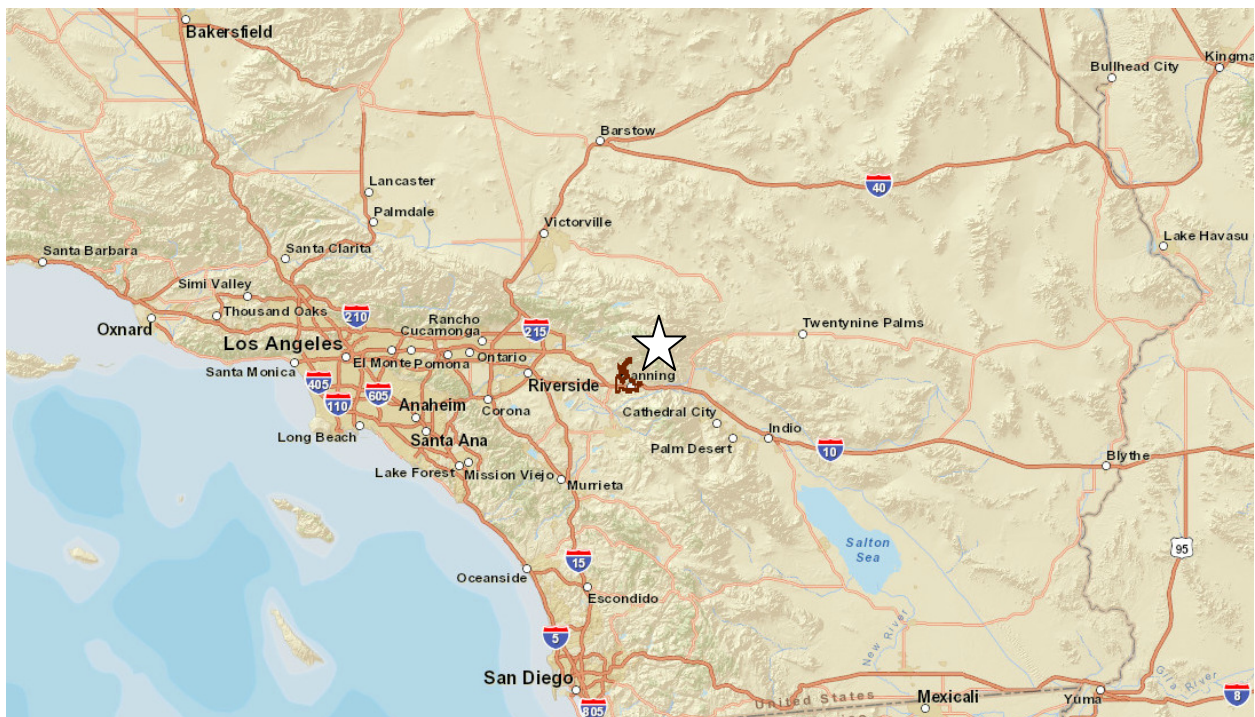 Bakersfield
Bullhead City
Kingma
Barstow
40
Lancaster
Palmdale
Victorville
Santa Barbara
Santa Clarita
Lake Havasu
Simi Valley
Thousand Oaks
Oxnard
210
Rancho
Cucamonga
215
Twentynine Palms
Los Angeles
El Monte
Pomona
Ontario
Santa Monica
405
110
605
Riverside
anning
Anaheim
Corona
Cathedral City
Long Beach
Santa Ana
Palm Desert
Indio
10
Lake Forest
Mission Viejo
Murrieta
Blythe
Salton
Sea
95
15
Oceanside
Escondido
5
New River
San Diego
805
United States
Mexicali
Yuma
Gila River
8